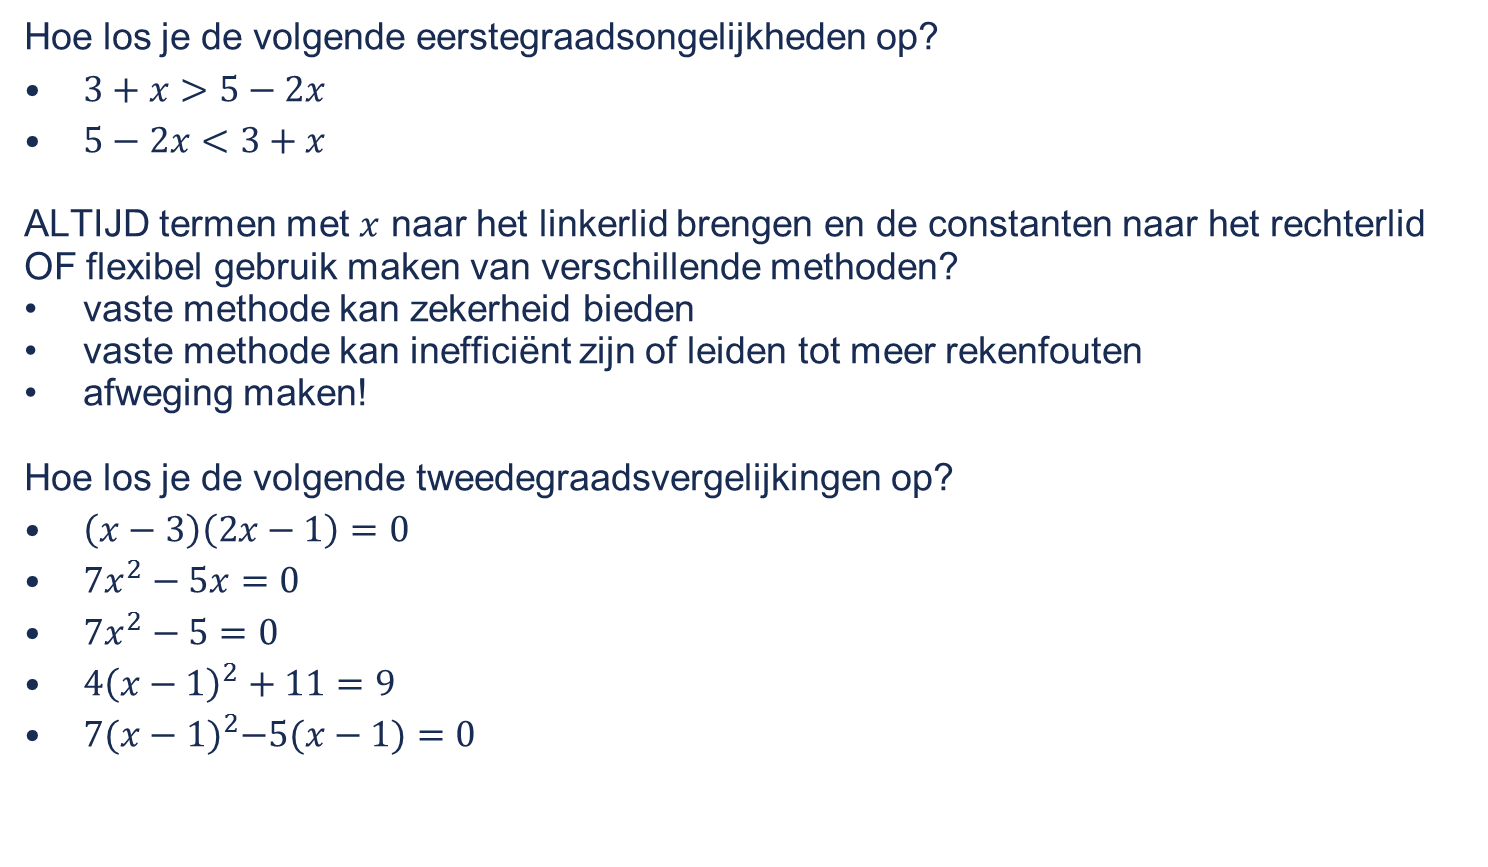 Hoe los je de volgende eerstegraadsongelijkheden op?
• 3 + x > 5 − 2x
• 5 − 2x < 3 + x
ALTIJD termen met x naar het linkerlid brengen en de constanten naar het rechterlid
OF flexibel gebruik maken van verschillende methoden?
• vaste methode kan zekerheid bieden
• vaste methode kan inefficiënt zijn of leiden tot meer rekenfouten
• afweging maken!
Hoe los je de volgende tweedegraadsvergelijkingen op?
• (x − 3)(2x − 1) = 0
• 7x² − 5x = 0
• 7x² − 5 = 0
• 4(x − 1)² + 11 = 9
• 7(x − 1)²−5(x − 1) = 0